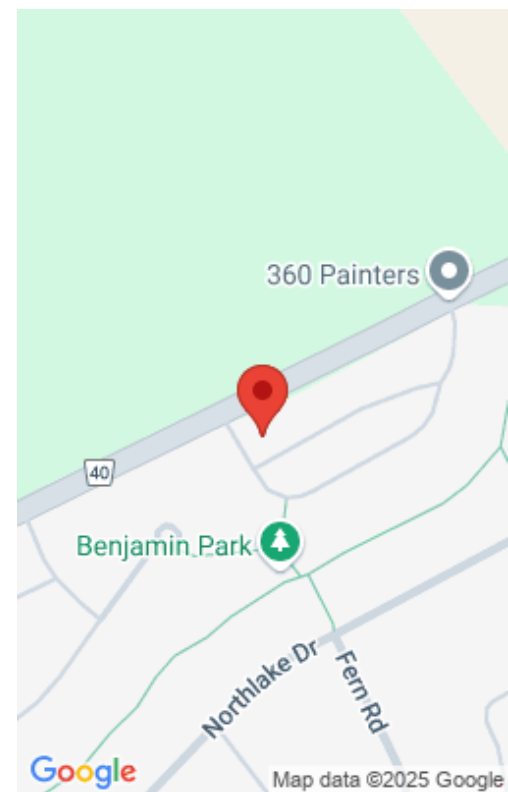 360 Painters
40
Benjamin Park
Northlake Dr
Fern Rd
Google
Map data ©2025 Google